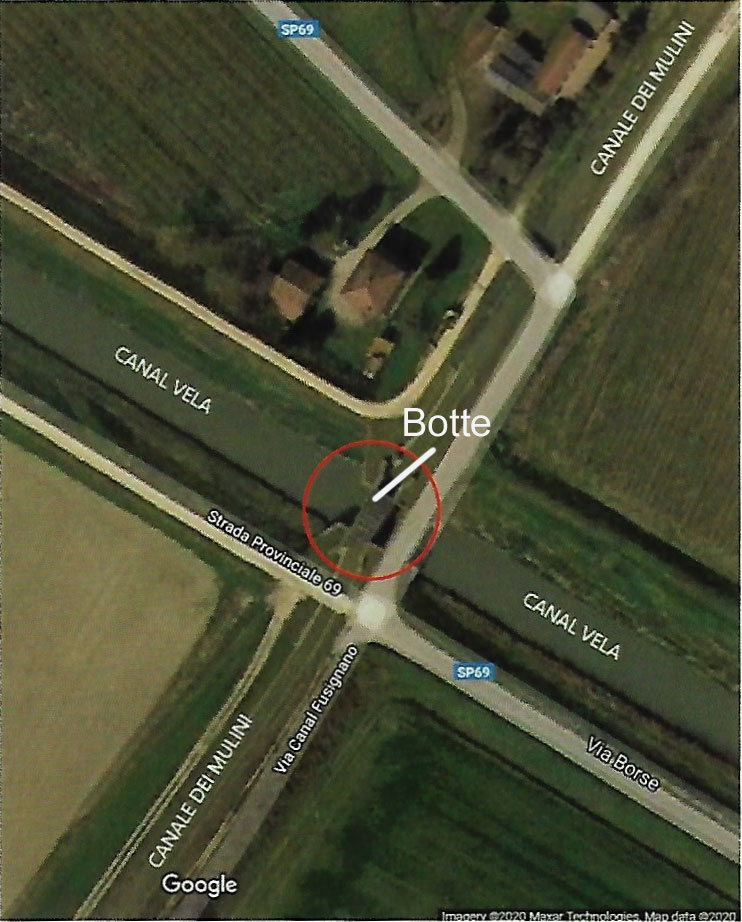 SP69
CANALE DEI MULINI
CANAL VELA
Botte
Strada Provinciale 69
CANAL VELA
SP69
Via Canal Fusignano
Via Borse
CANALE DEI MULINI
Google
Imagery ©2020 Maxar Technologies, Map data ©2020